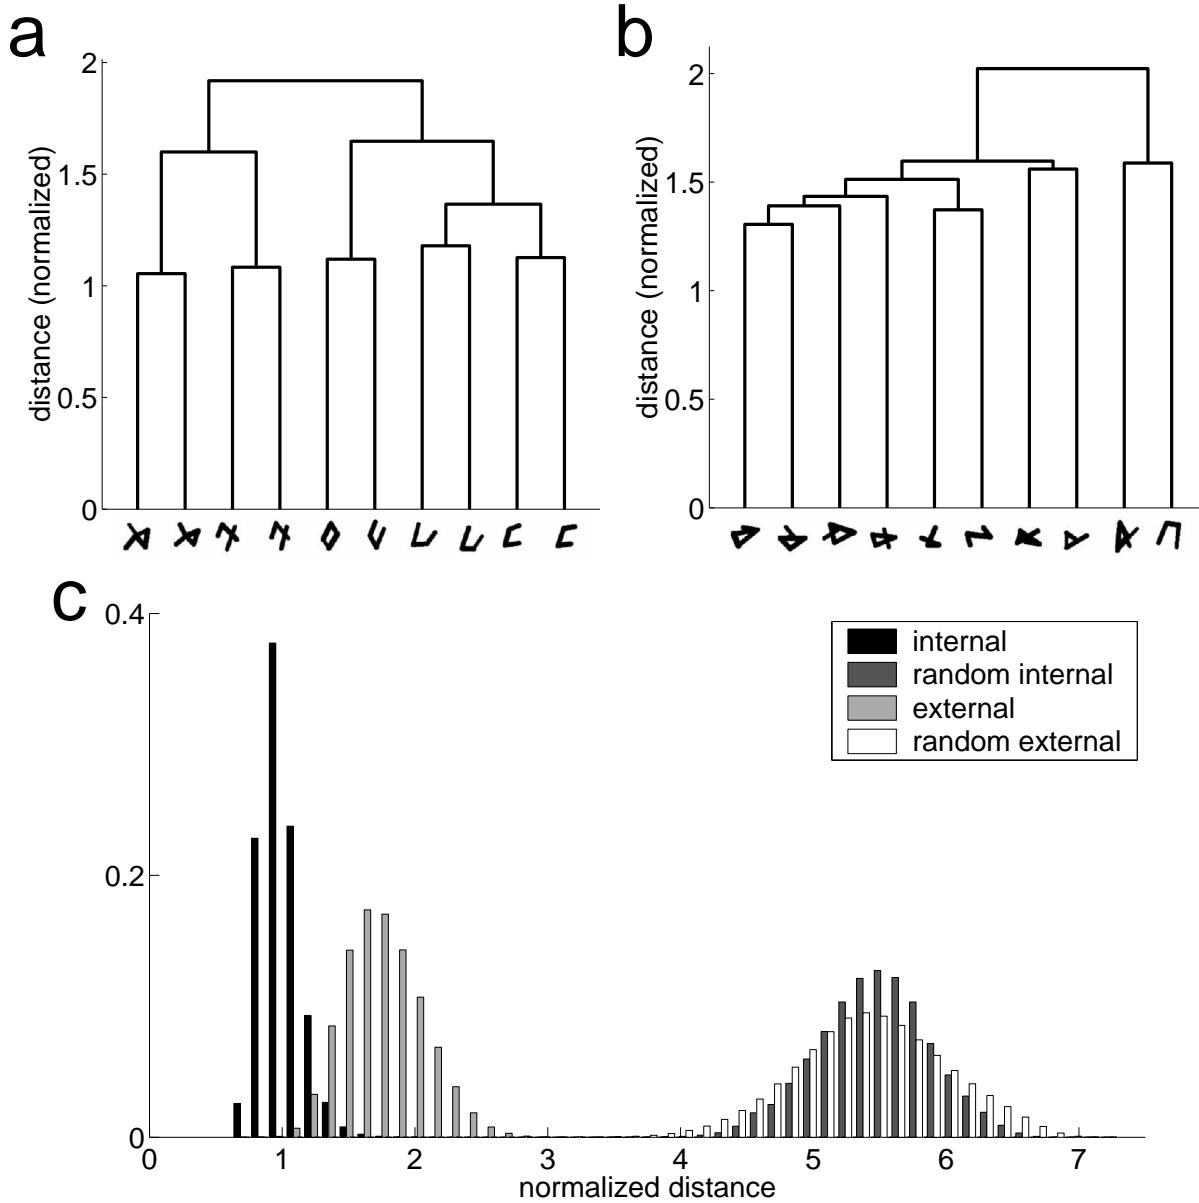 a
b
2
1.5
1
0.5
0
distance (normalized)
2
1.5
1
0.5
0
distance (normalized)
c
0.4
0.2
0
internal
random internal
external
random external
0 1 2 3 4 5 6 7
normalized distance